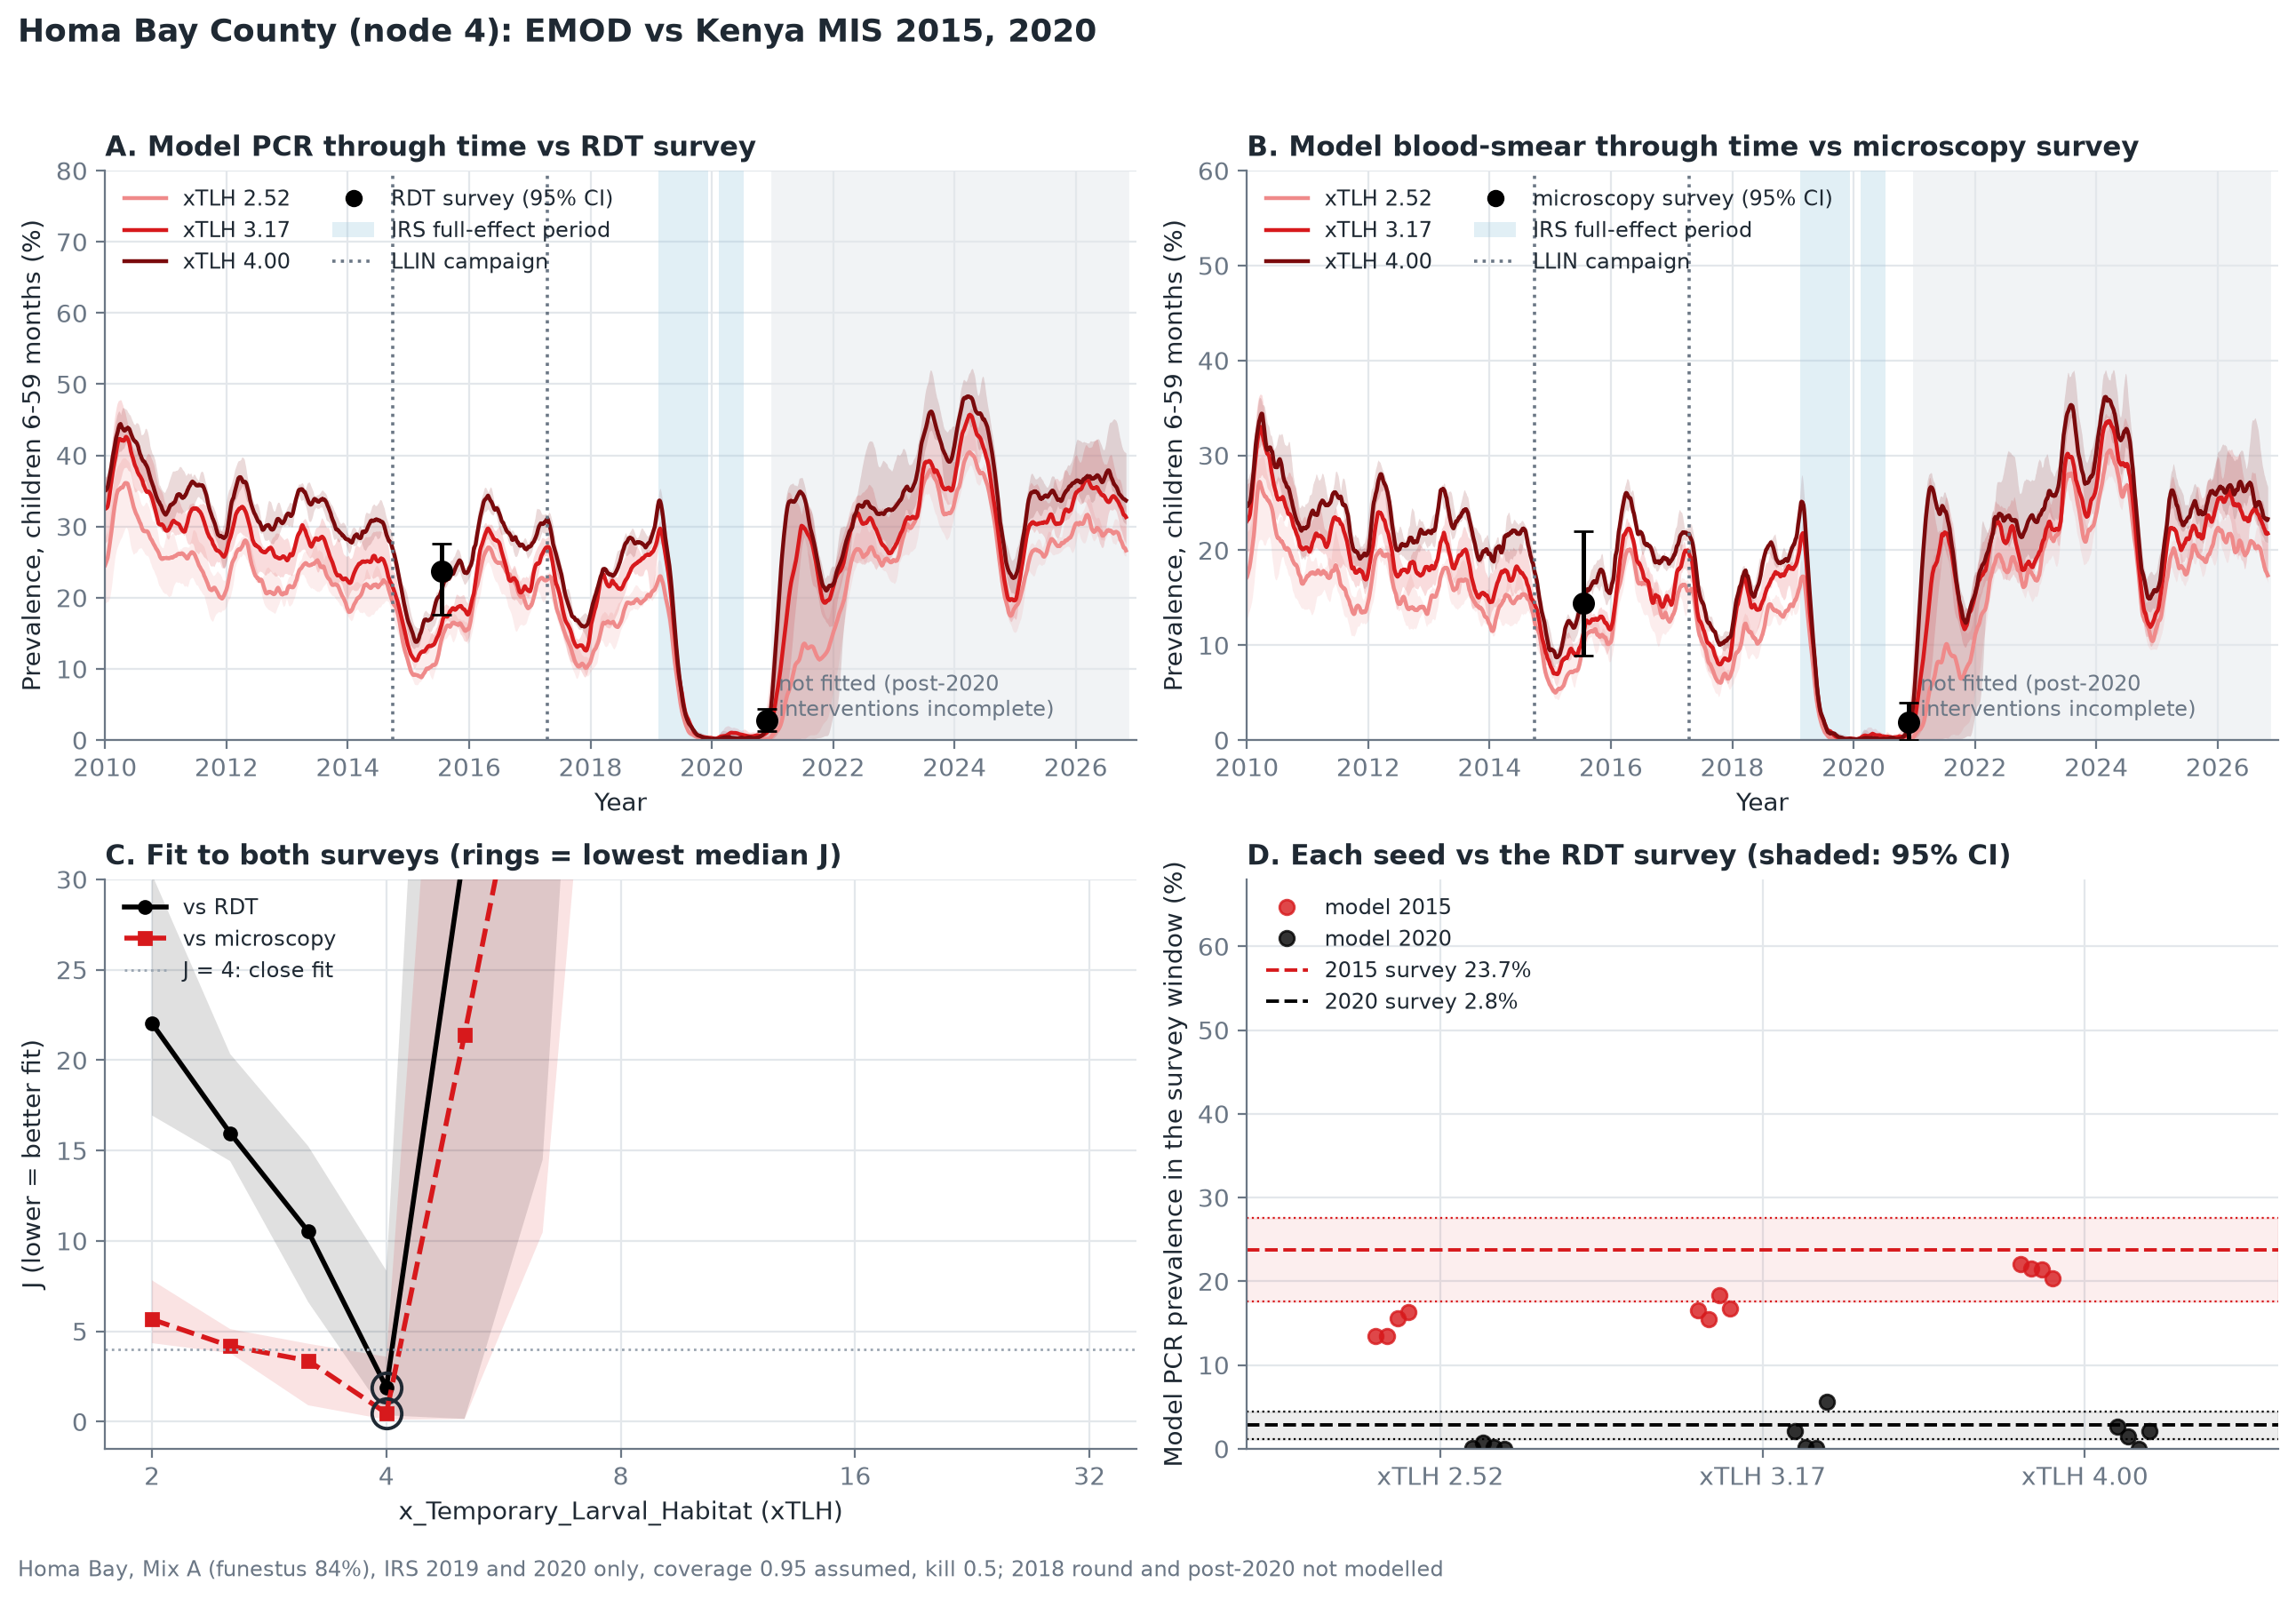 Homa Bay County (node 4): EMOD vs Kenya MIS 2015, 2020
A. Model PCR through time vs RDT survey
Prevalence, children 6-59 months (%)
80
70
60
50
40
30
20
10
0
xTLH 2.52
xTLH 3.17
xTLH 4.00
RDT survey (95% CI)
IRS full-effect period
LLIN campaign
not fitted (post-2020
interventions incomplete)
2010 2012 2014 2016 2018 2020 2022 2024 2026
Year
B. Model blood-smear through time vs microscopy survey
Prevalence, children 6-59 months (%)
60
50
40
30
20
10
0
xTLH 2.52
xTLH 3.17
xTLH 4.00
microscopy survey (95% CI)
IRS full-effect period
LLIN campaign
not fitted (post-2020
interventions incomplete)
2010 2012 2014 2016 2018 2020 2022 2024 2026
Year
C. Fit to both surveys (rings = lowest median J)
J (lower = better fit)
30
25
20
15
10
5
0
vs RDT
vs microscopy
J = 4: close fit
2 4 8 16 32
x_Temporary_Larval_Habitat (xTLH)
D. Each seed vs the RDT survey (shaded: 95% CI)
Model PCR prevalence in the survey window (%)
60
50
40
30
20
10
0
model 2015
model 2020
2015 survey 23.7%
2020 survey 2.8%
xTLH 2.52 xTLH 3.17 xTLH 4.00
Homa Bay, Mix A (funestus 84%), IRS 2019 and 2020 only, coverage 0.95 assumed, kill 0.5; 2018 round and post-2020 not modelled